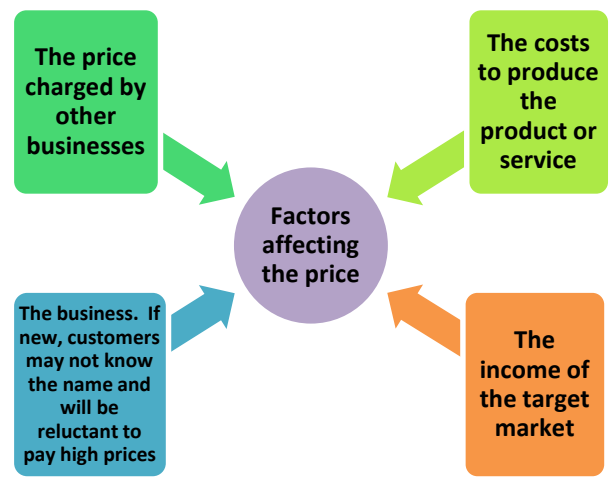 The price
charged by
other
businesses
The costs
to produce
the
product or
service
Factors
affecting
the price
The business.  If
new, customers
may not know
the name and
will be
reluctant to
pay high prices
The
income of
the target
market